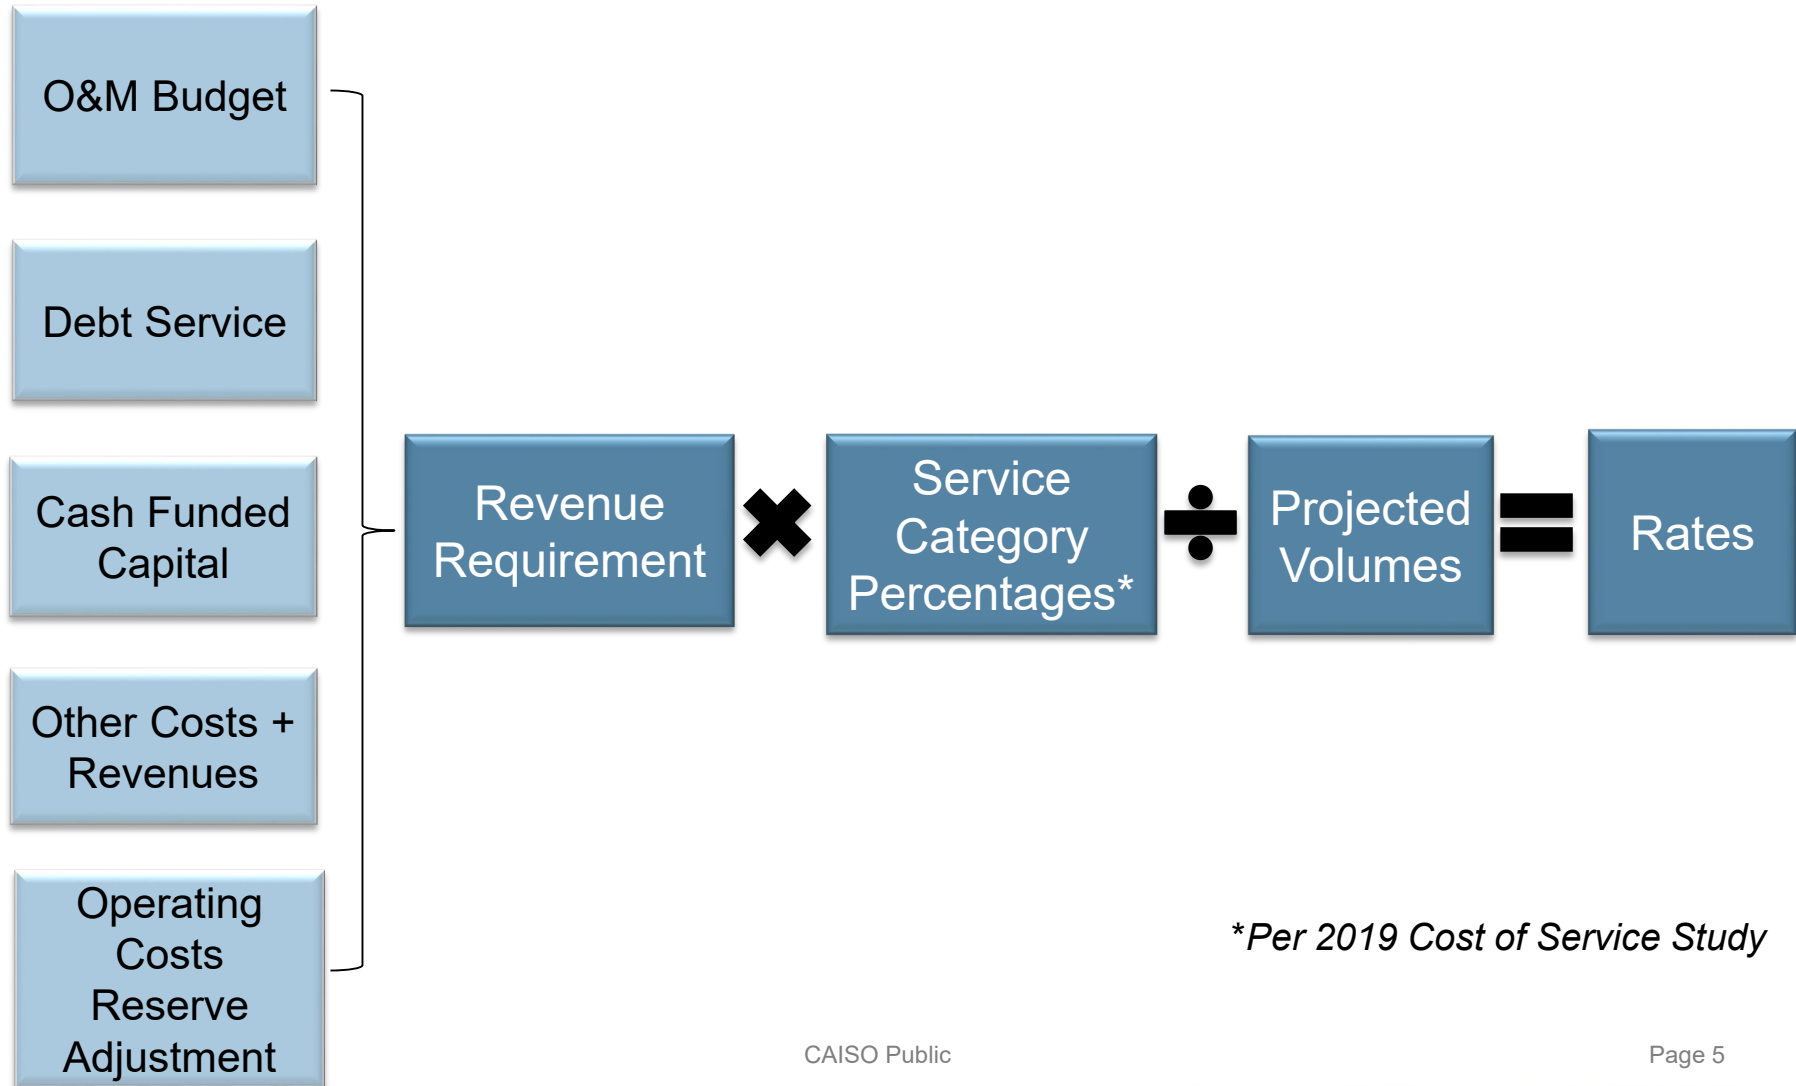 O&M Budget
Debt Service
Cash Funded
Capital
Other Costs +
Revenues
Operating
Costs
Reserve
Adjustment
Revenue
Requirement
Service
Category
Percentages*
Projected
Volumes
Rates
*Per 2019 Cost of Service Study
CAISO Public
Page 5